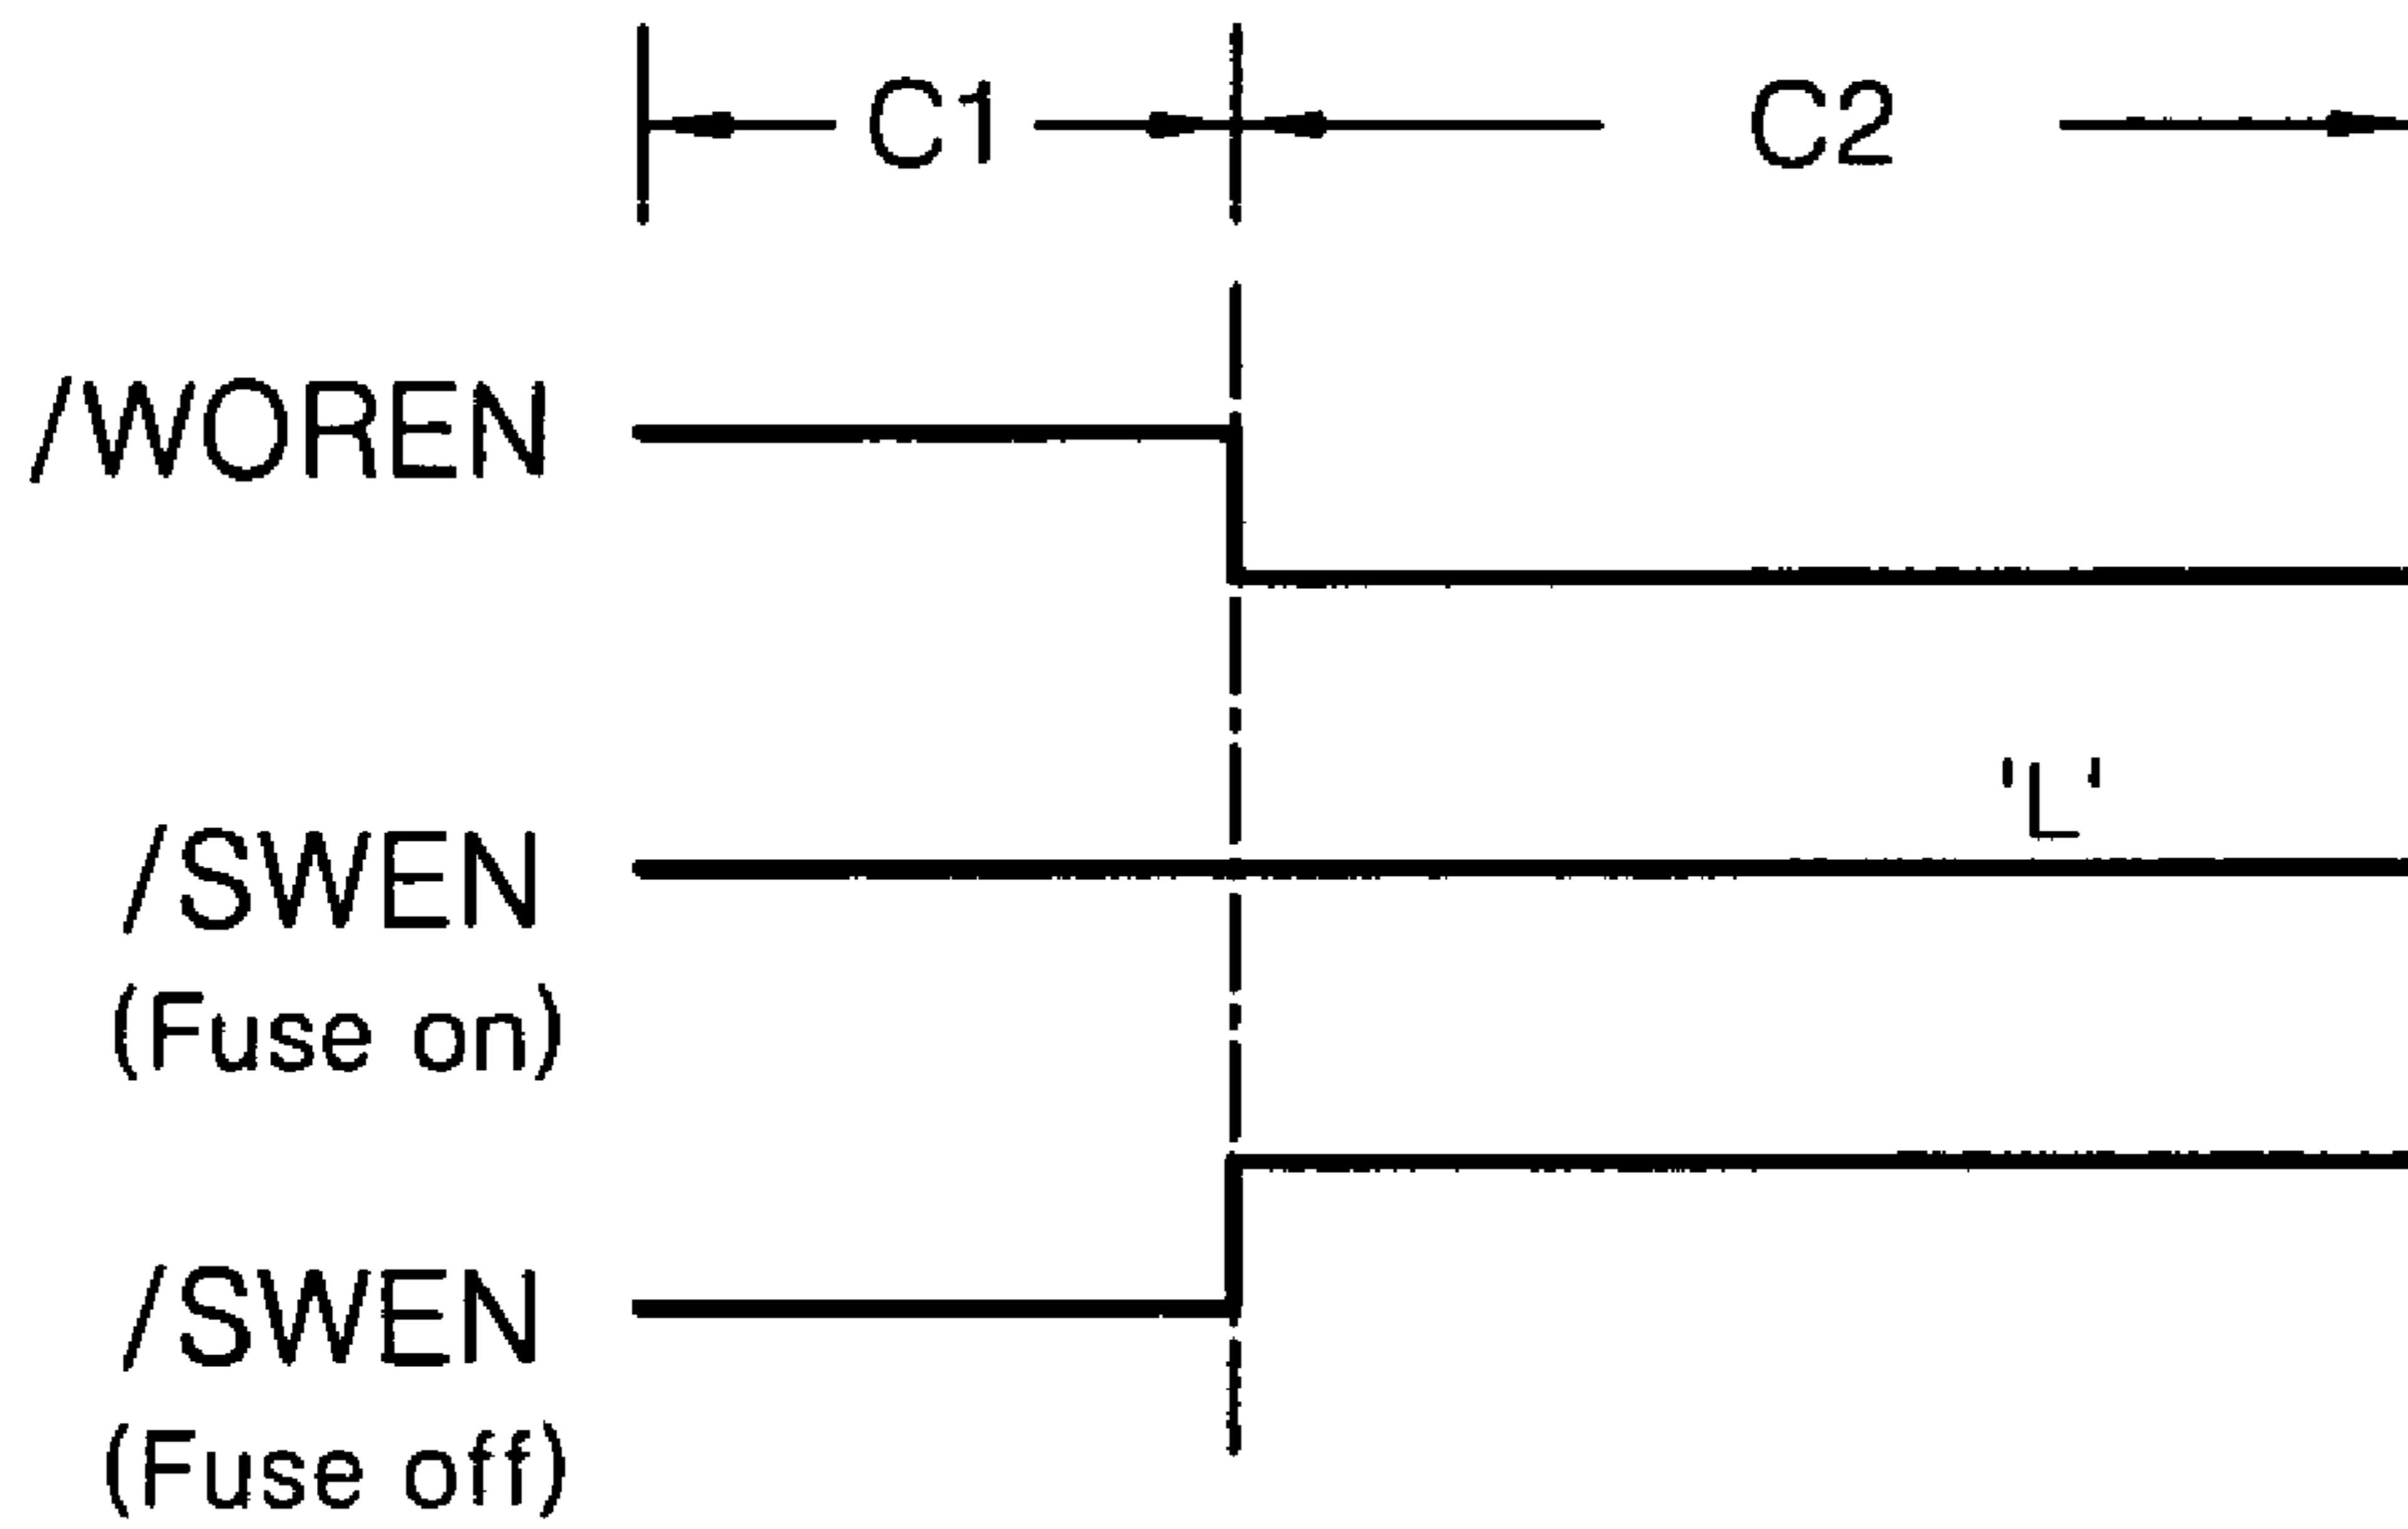 C1 C2
/WOREN
'L'
/SWEN
(Fuse on)
/SWEN
(Fuse off)